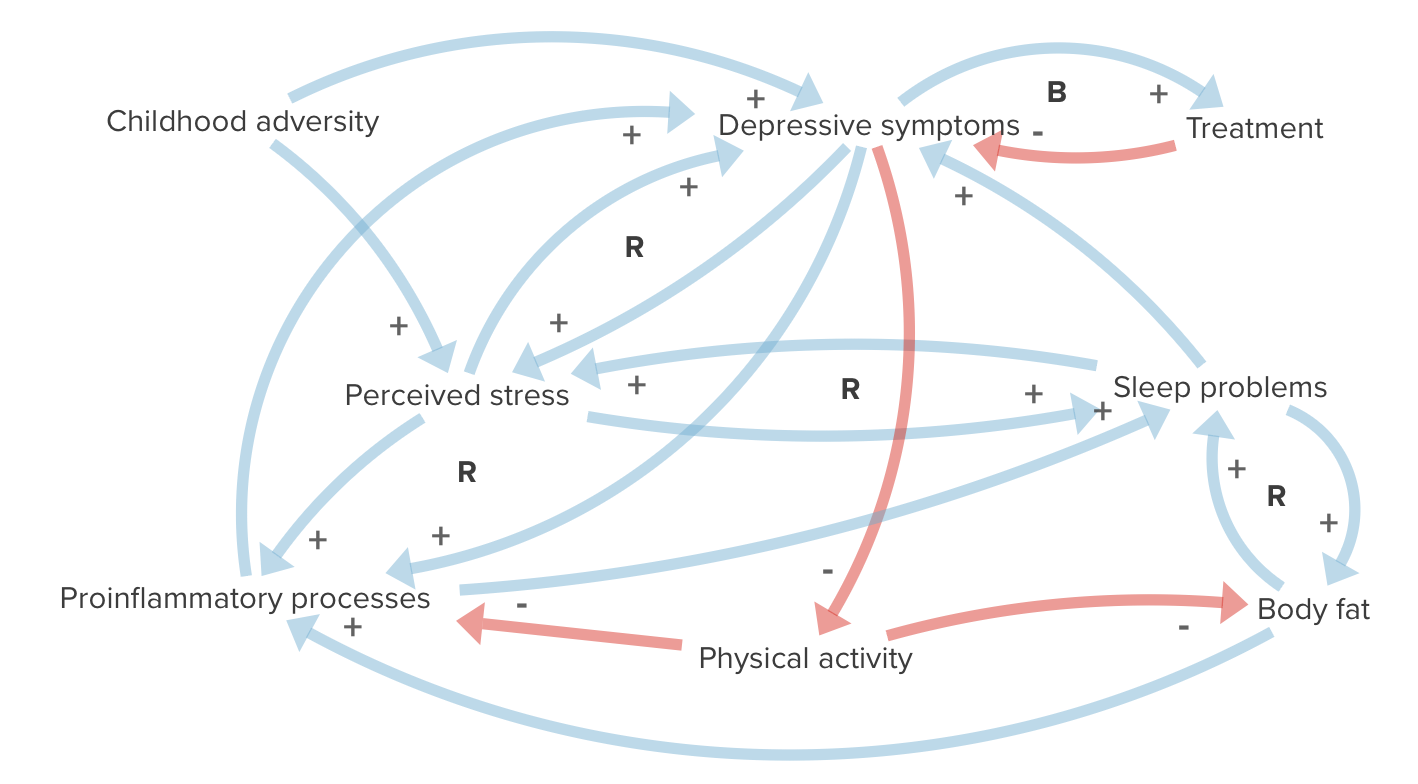 +
B
+
Childhood adversity
Depressive symptoms
-
Treatment
+
+
+
R
+
+
Perceived stress
+
R
+
+
Sleep problems
R
+
R
+
+
+
-
Proinflammatory processes
-
+
Physical activity
-
Body fat